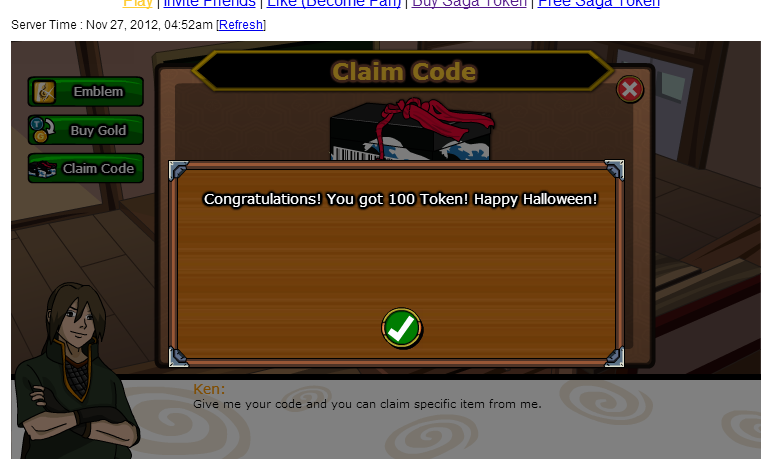 Play | Invite Friends | Like (Become Fan) | Buy Saga Token | Free Saga Token
Server Time : Nov 27, 2012, 04:52am [Refresh]
Claim Code
Emblem
Buy Gold
Claim Code
Congratulations! You got 100 Token! Happy Halloween!
Ken:
Give me your code and you can claim specific item from me.